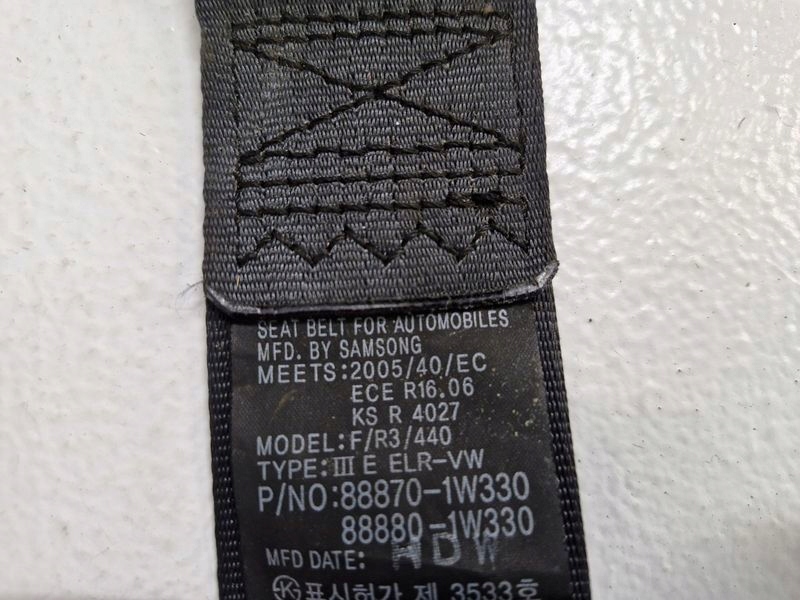 SEAT BELT FOR AUTOMOBILES
MFD. BY SAMSONG
MEETS:2005/40/EC
ECE R16.06
KS R 4027
MODEL:F/R3/440
TYPE:Ⅲ E ELR-VW
P/NO:88870-1W330
88880-1W330
MFD DATE: HDW
표시허가 제 3533호